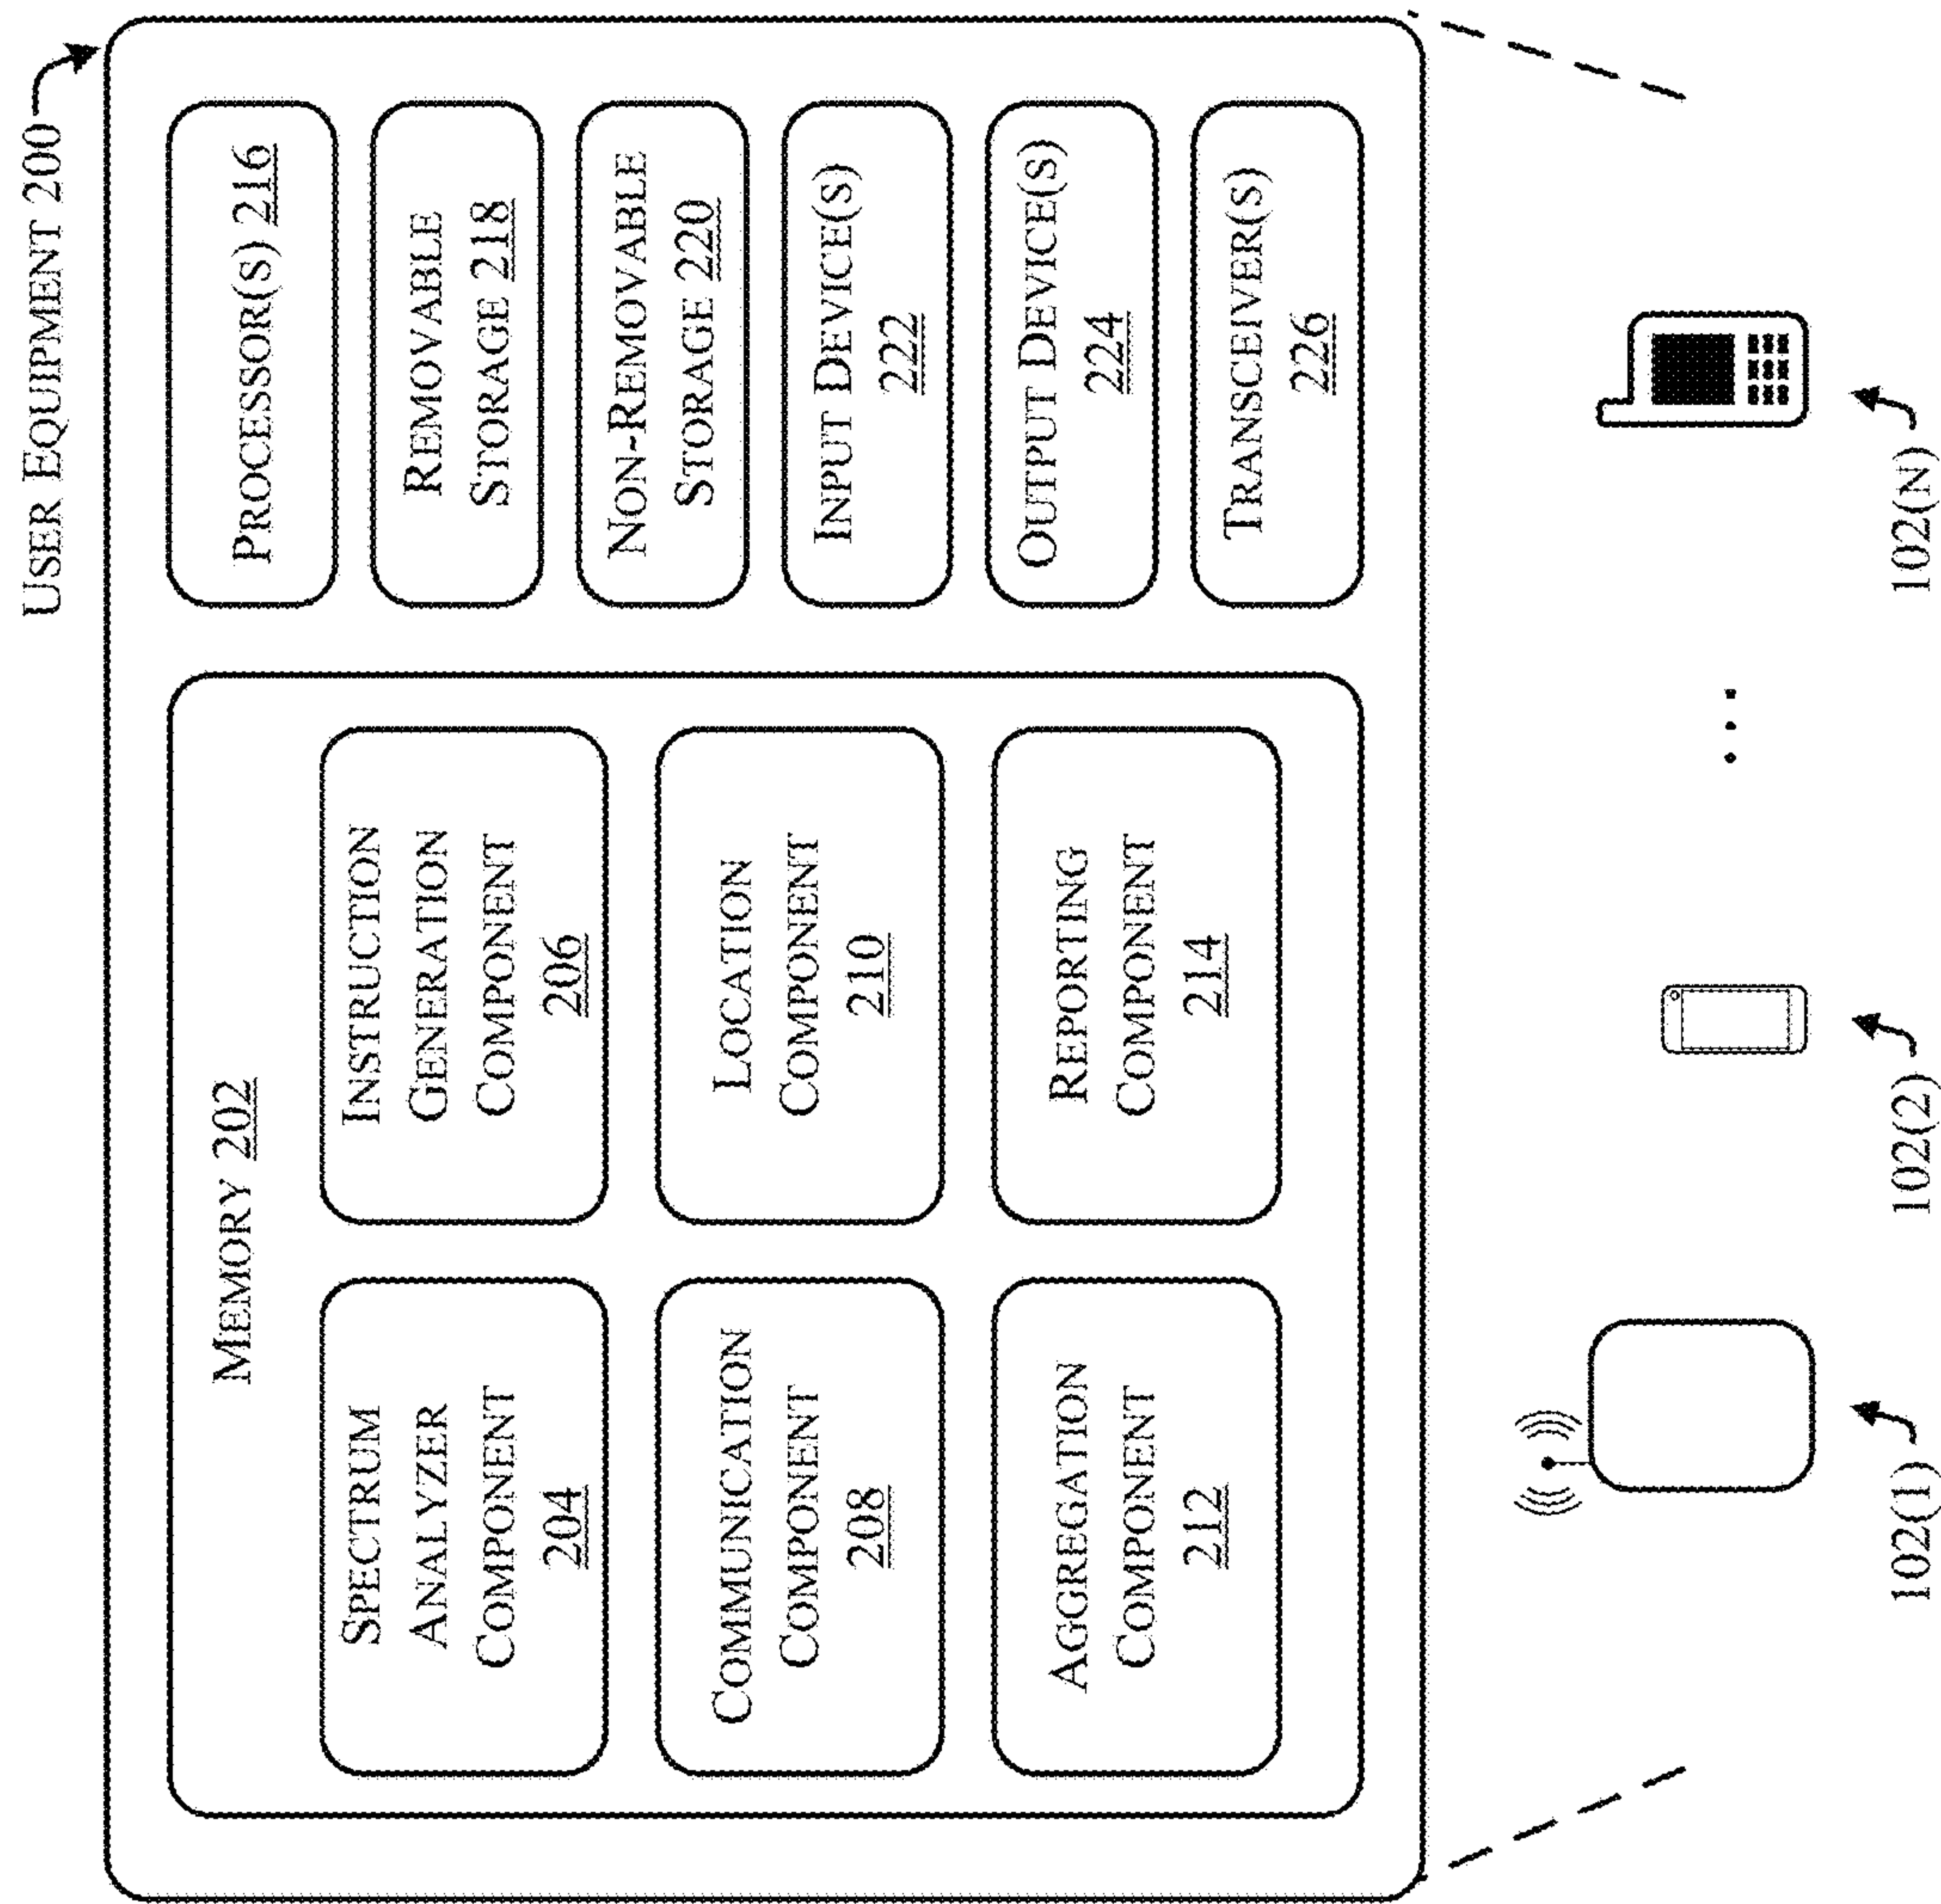 USER EQUIPMENT 200
MEMORY 202
SPECTRUM
ANALYZER
COMPONENT
204
INSTRUCTION
GENERATION
COMPONENT
206
COMMUNICATION
COMPONENT
208
LOCATION
COMPONENT
210
AGGREGATION
COMPONENT
212
REPORTING
COMPONENT
214
PROCESSOR(S) 216
REMOVABLE
STORAGE 218
NON-REMOVABLE
STORAGE 220
INPUT DEVICE(S)
222
OUTPUT DEVICE(S)
224
TRANSCEIVER(S)
226
102(1)
102(2)
...
102(N)